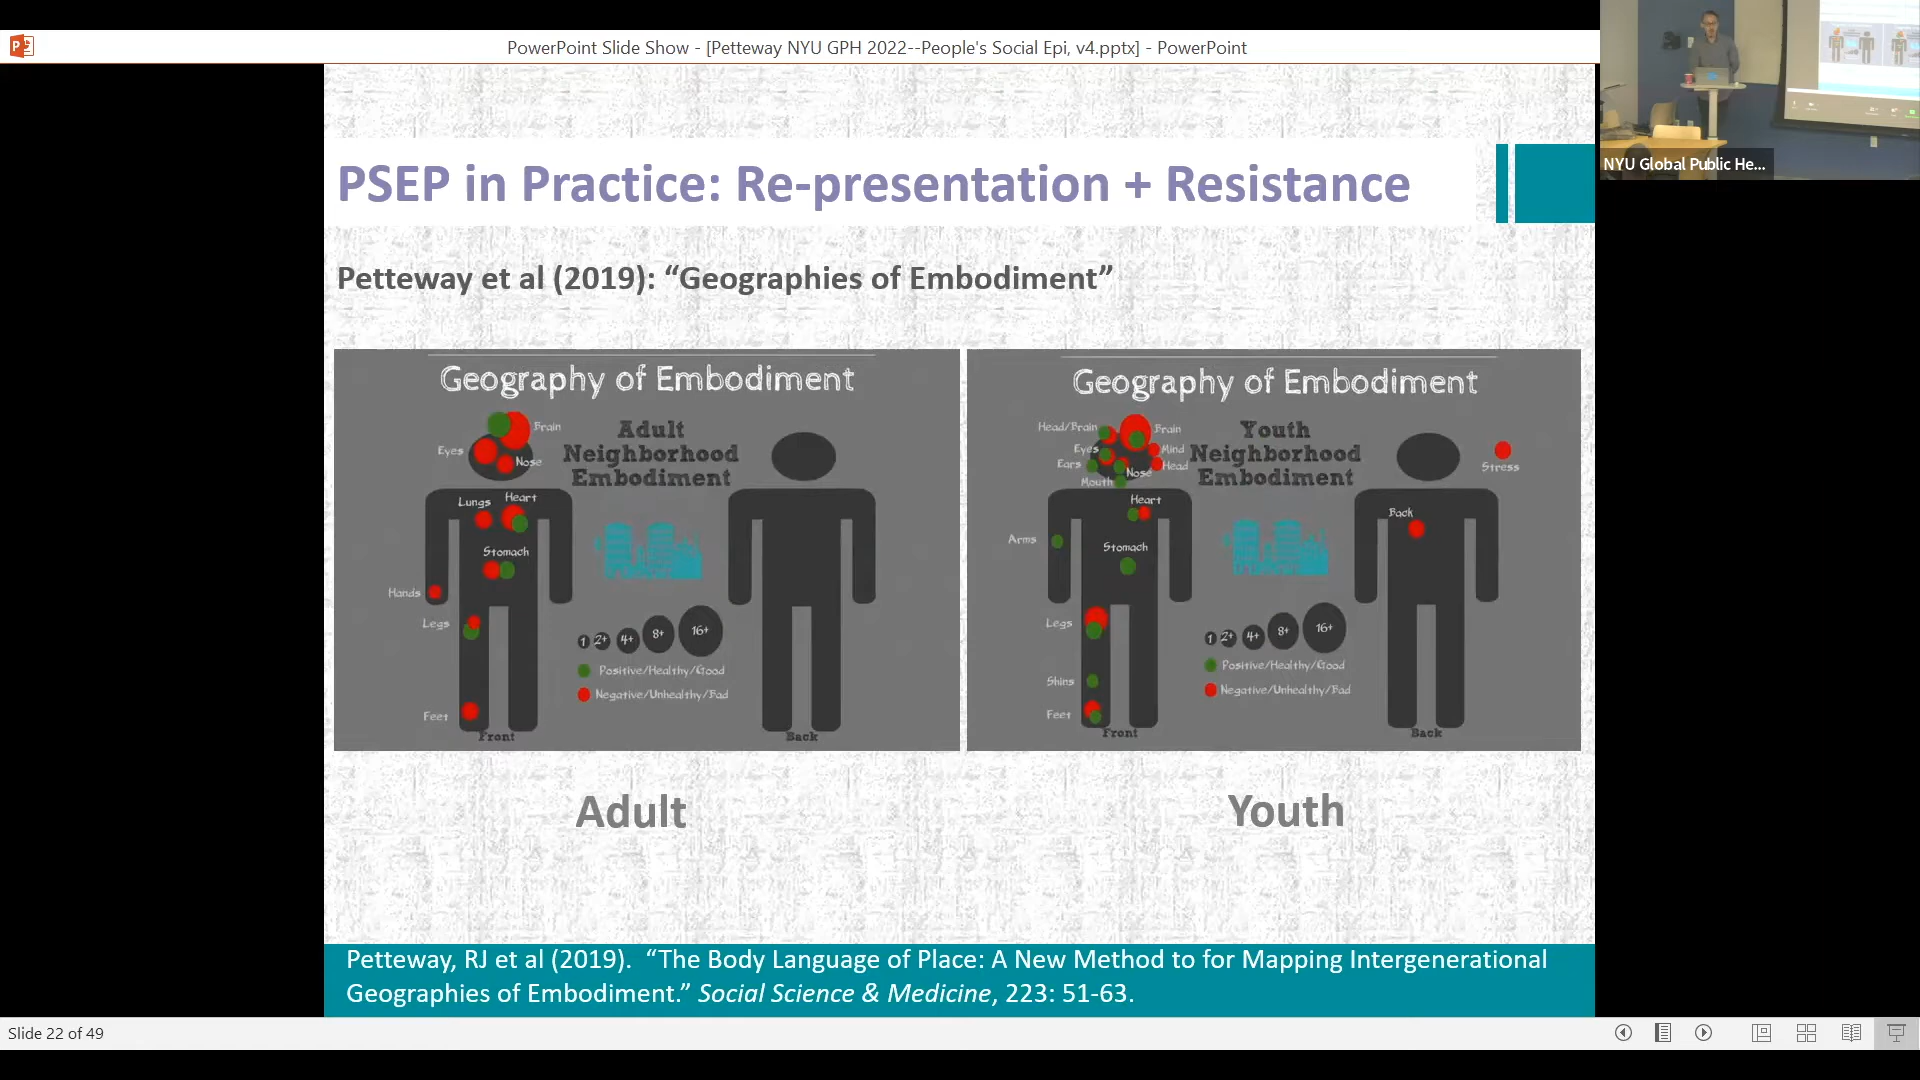 PowerPoint Slide Show - [Petteway NYU GPH 2022--People's Social Epi, v4.pptx] - PowerPoint
NYU Global Public He...
PSEP in Practice: Re-presentation + Resistance
Petteway et al (2019): “Geographies of Embodiment”
Geography of Embodiment
Adult
Neighborhood
Embodiment
Brain
Eyes
Nose
Lungs
Heart
Stomach
Hands
Legs
Feet
1 2+ 4+ 8+ 16+
Positive/Healthy/Good
Negative/Unhealthy/Bad
Front
Back
Geography of Embodiment
Youth
Neighborhood
Embodiment
Head/Brain
Brain
Eyes
Mind
Ears
Nose
Head
Mouth
Stress
Heart
Back
Arms
Stomach
Legs
Shins
Feet
1 2+ 4+ 8+ 16+
Positive/Healthy/Good
Negative/Unhealthy/Bad
Front
Back
Adult
Youth
Petteway, RJ et al (2019). “The Body Language of Place: A New Method to for Mapping Intergenerational
Geographies of Embodiment.” Social Science & Medicine, 223: 51-63.
Slide 22 of 49